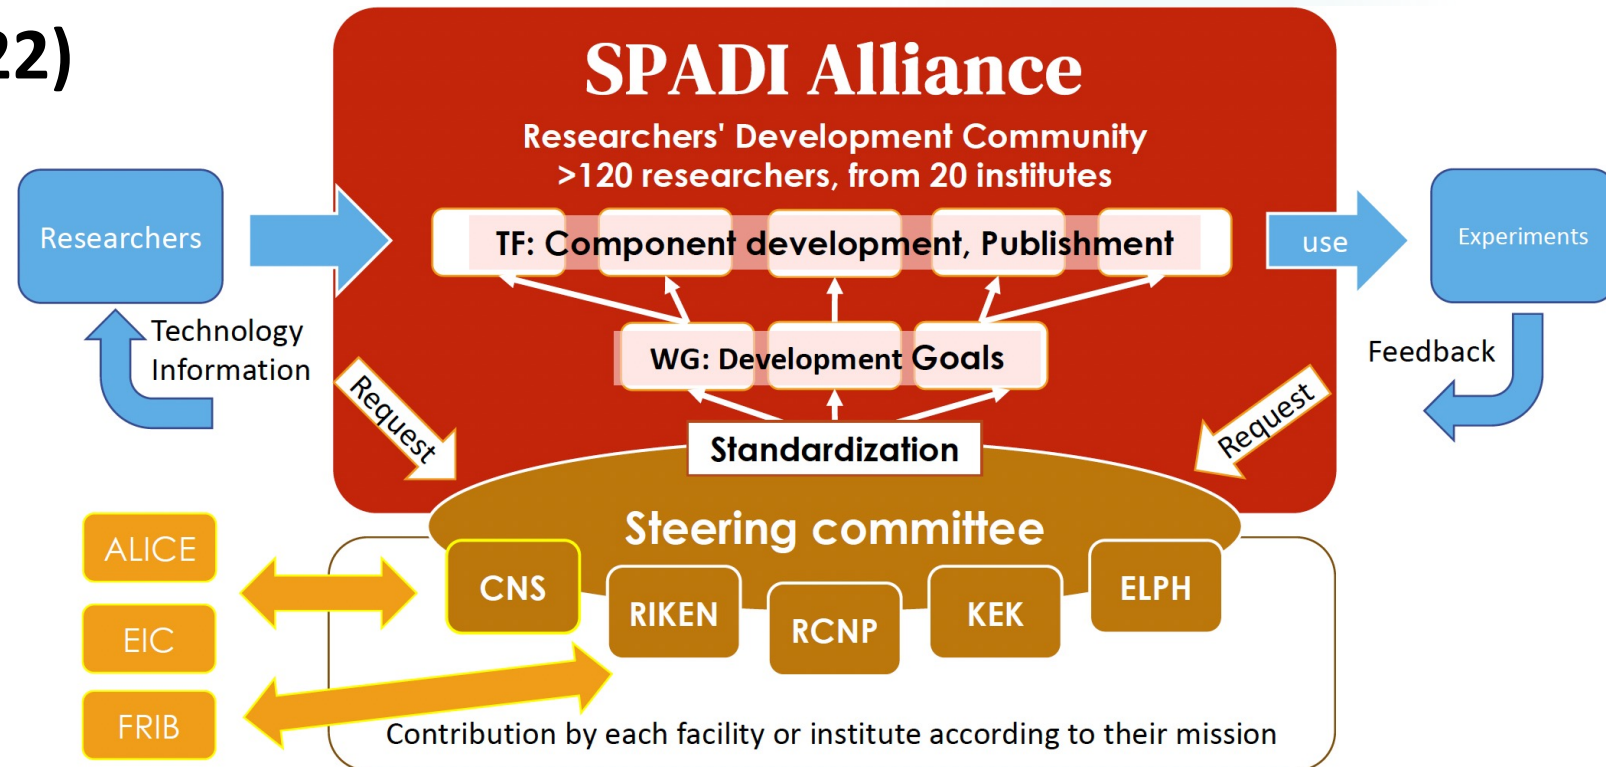 22)
SPADI Alliance
Researchers' Development Community
>120 researchers, from 20 institutes
Researchers
TF: Component development, Publishment
use
Experiments
Technology
Information
WG: Development Goals
Feedback
Request
Request
Standardization
Steering committee
ALICE
EIC
FRIB
CNS
RIKEN
RCNP
KEK
ELPH
Contribution by each facility or institute according to their mission